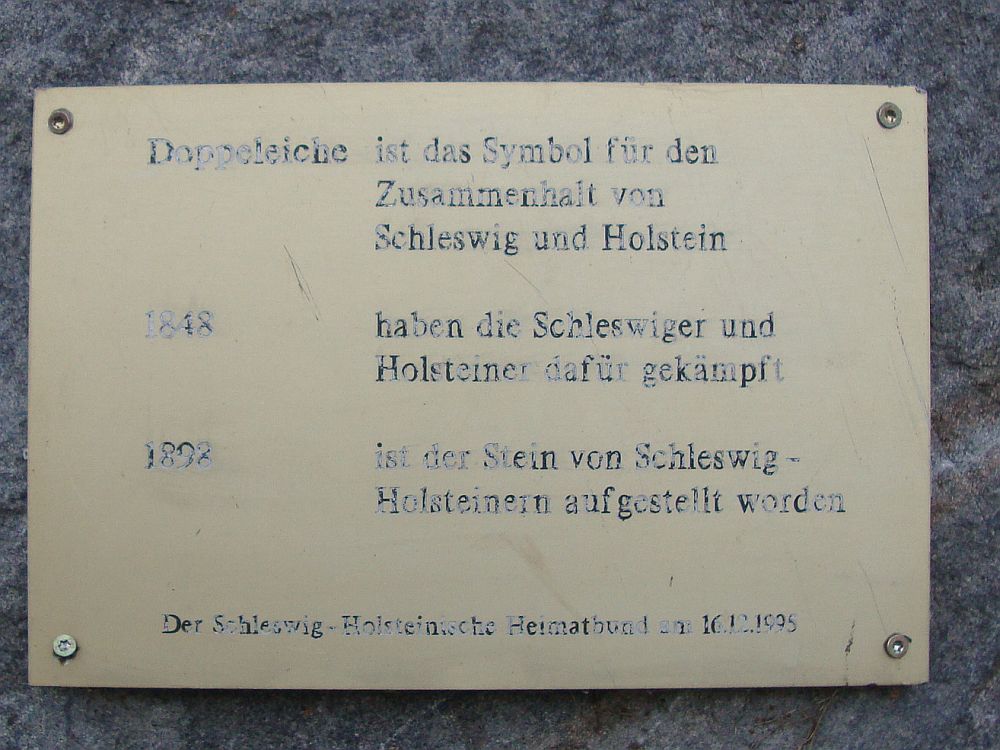 Doppeleiche ist das Symbol für den
Zusammenhalt von
Schleswig und Holstein
1848 haben die Schleswiger und
Holsteiner dafür gekämpft
1898 ist der Stein von Schleswig-
Holsteinern aufgestellt worden
Der Schleswig-Holsteinische Heimatbund am 16.12.1995